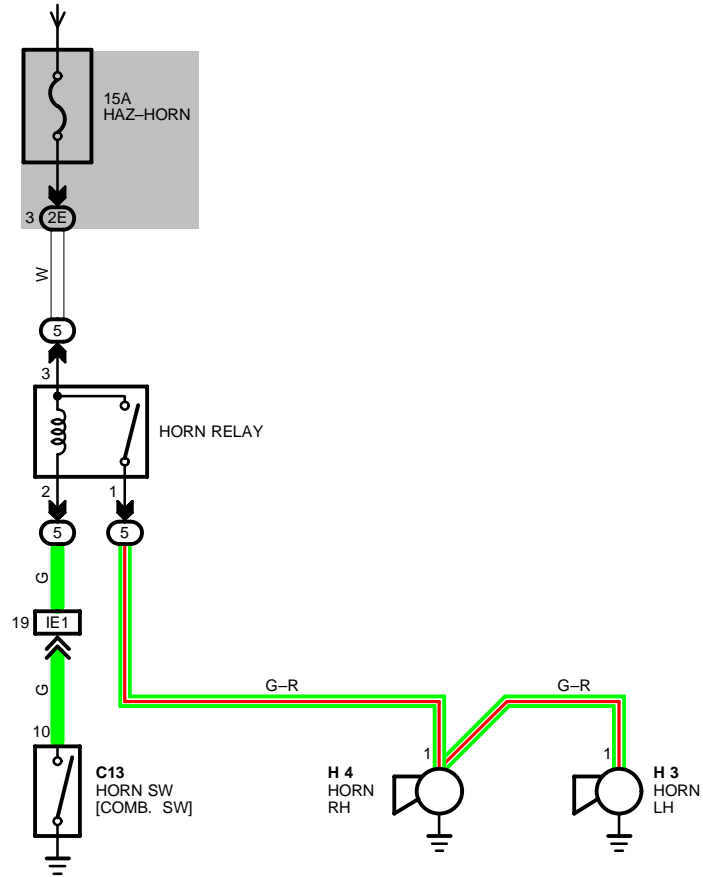 15A
HAZ–HORN
3 2E
W
5
3
HORN RELAY
2 1
5 5
G
19 IE1
G
G–R G–R
10 1 1
C13
HORN SW
[COMB. SW]
H 4
HORN
RH
H 3
HORN
LH